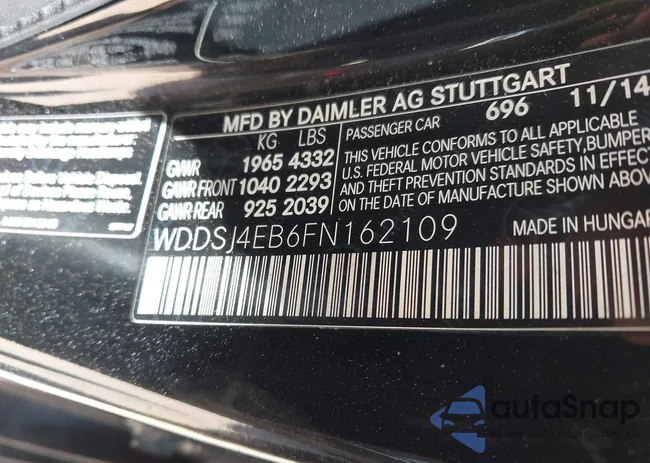 MFD BY DAIMLER AG STUTTGART
696 11/14
KG LBS
GVWR 1965 4332
GAWR FRONT 1040 2293
GAWR REAR 925 2039
PASSENGER CAR
THIS VEHICLE CONFORMS TO ALL APPLICABLE
U.S. FEDERAL MOTOR VEHICLE SAFETY, BUMPER
AND THEFT PREVENTION STANDARDS IN EFFECT
DATE OF MANUFACTURE SHOWN ABOV
WDDSJ4EB6FN162109
MADE IN HUNGAR
autoSnap